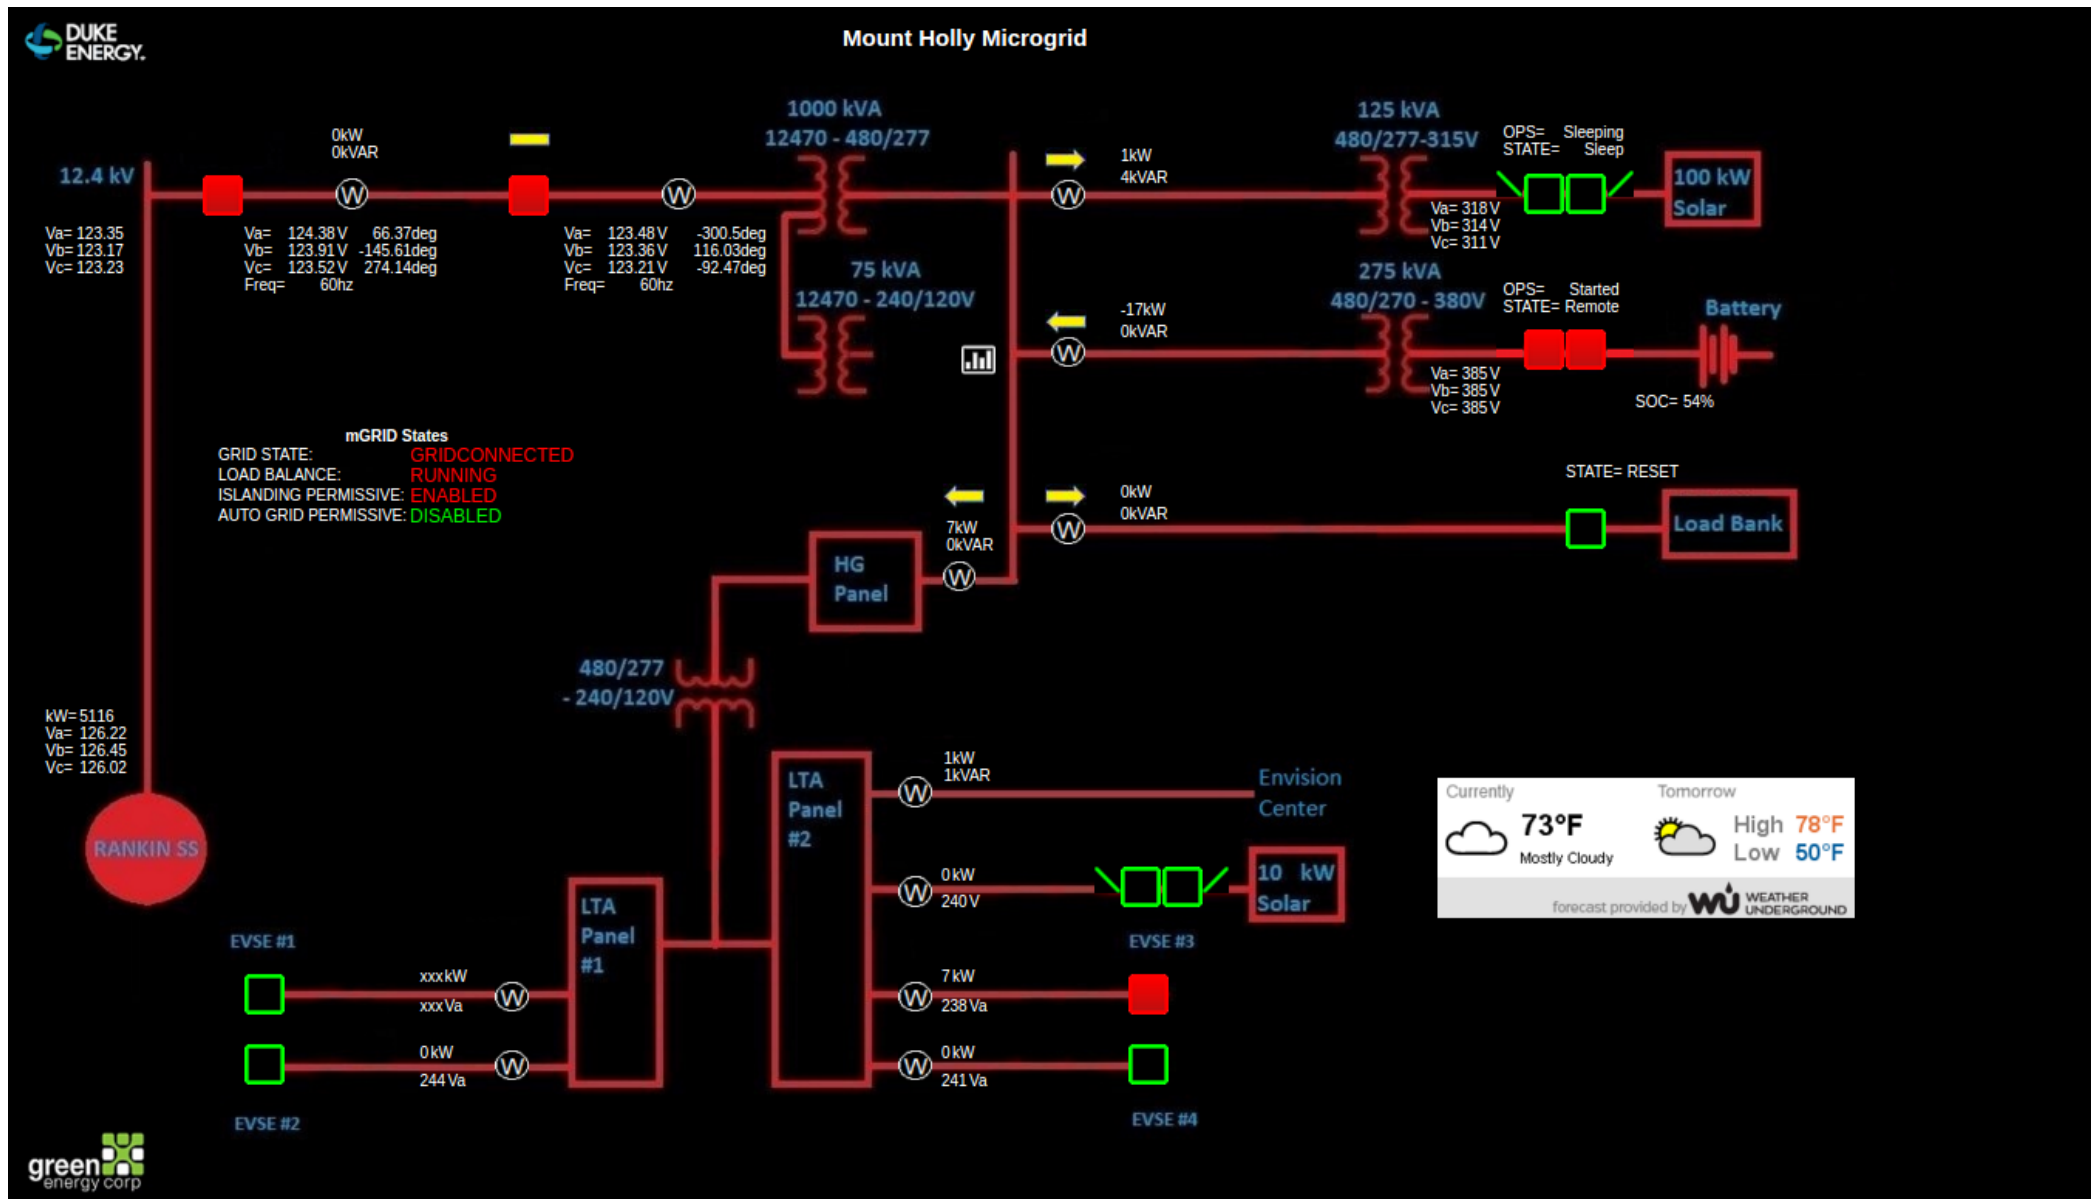 DUKE
ENERGY.
Mount Holly Microgrid
12.4 kV
Va= 123.35
Vb= 123.17
Vc= 123.23
0kW
0kVAR
Va= 124.38 V 66.37deg
Vb= 123.91 V -145.61deg
Vc= 123.52 V 274.14deg
Freq= 60hz
W
W
Va= 123.48 V -300.5deg
Vb= 123.36 V 116.03deg
Vc= 123.21 V -92.47deg
Freq= 60hz
1000 kVA
12470 - 480/277
75 kVA
12470 - 240/120V
1kW
4kVAR
W
125 kVA
480/277-315V
Va= 318 V
Vb= 314 V
Vc= 311 V
OPS= Sleeping
STATE= Sleep
100 kW
Solar
-17kW
0kVAR
W
275 kVA
480/270 - 380V
Va= 385 V
Vb= 385 V
Vc= 385 V
OPS= Started
STATE= Remote
Battery
SOC= 54%
mGRID States
GRID STATE: GRIDCONNECTED
LOAD BALANCE: RUNNING
ISLANDING PERMISSIVE: ENABLED
AUTO GRID PERMISSIVE: DISABLED
0kW
0kVAR
W
STATE= RESET
Load Bank
7kW
0kVAR
W
HG
Panel
480/277
- 240/120V
kW= 5116
Va= 126.22
Vb= 126.45
Vc= 126.02
RANKIN SS
LTA
Panel
#2
1kW
1kVAR
W
Envision
Center
0 kW
240 V
W
10 kW
Solar
LTA
Panel
#1
EVSE #1
xxx kW
xxx Va
W
0 kW
244 Va
W
EVSE #2
EVSE #3
7 kW
238 Va
W
0 kW
241 Va
W
EVSE #4
Currently
73°F
Mostly Cloudy
Tomorrow
High 78°F
Low 50°F
forecast provided by WU WEATHER
UNDERGROUND
green
energy corp